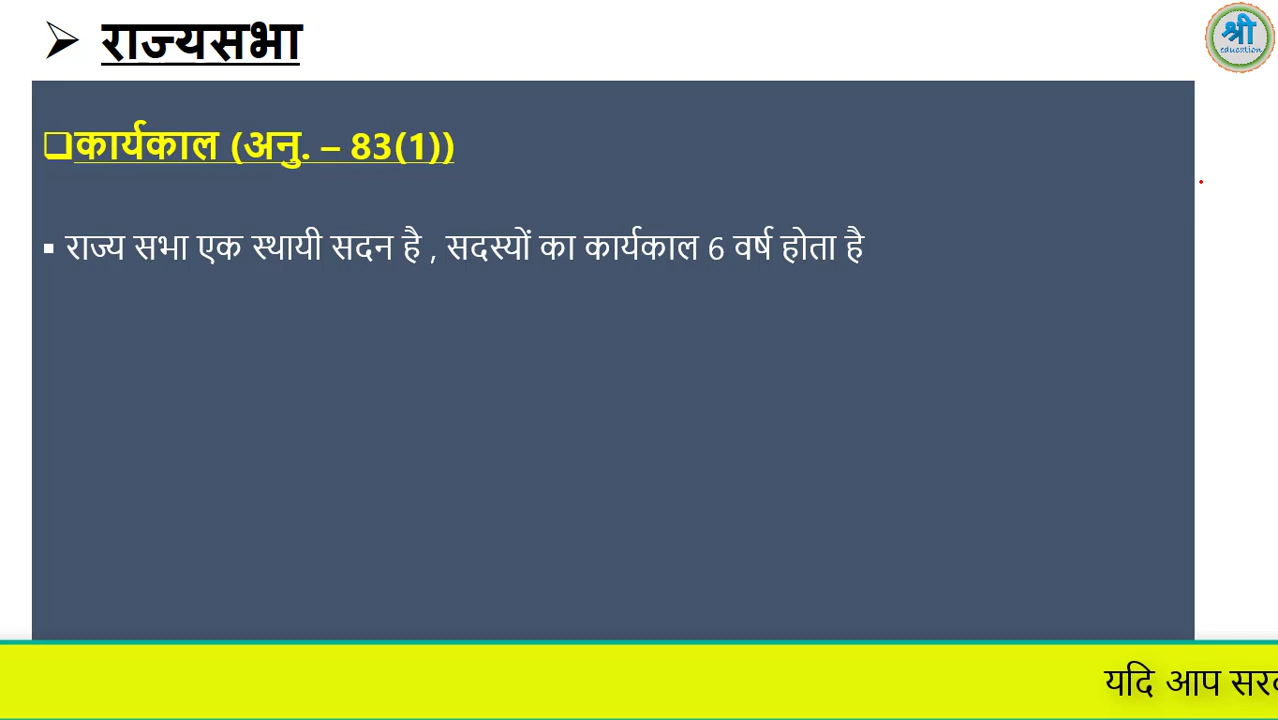 राज्यसभा
श्री
education
कार्यकाल (अनु. – 83(1))
राज्य सभा एक स्थायी सदन है , सदस्यों का कार्यकाल 6 वर्ष होता है
यदि आप